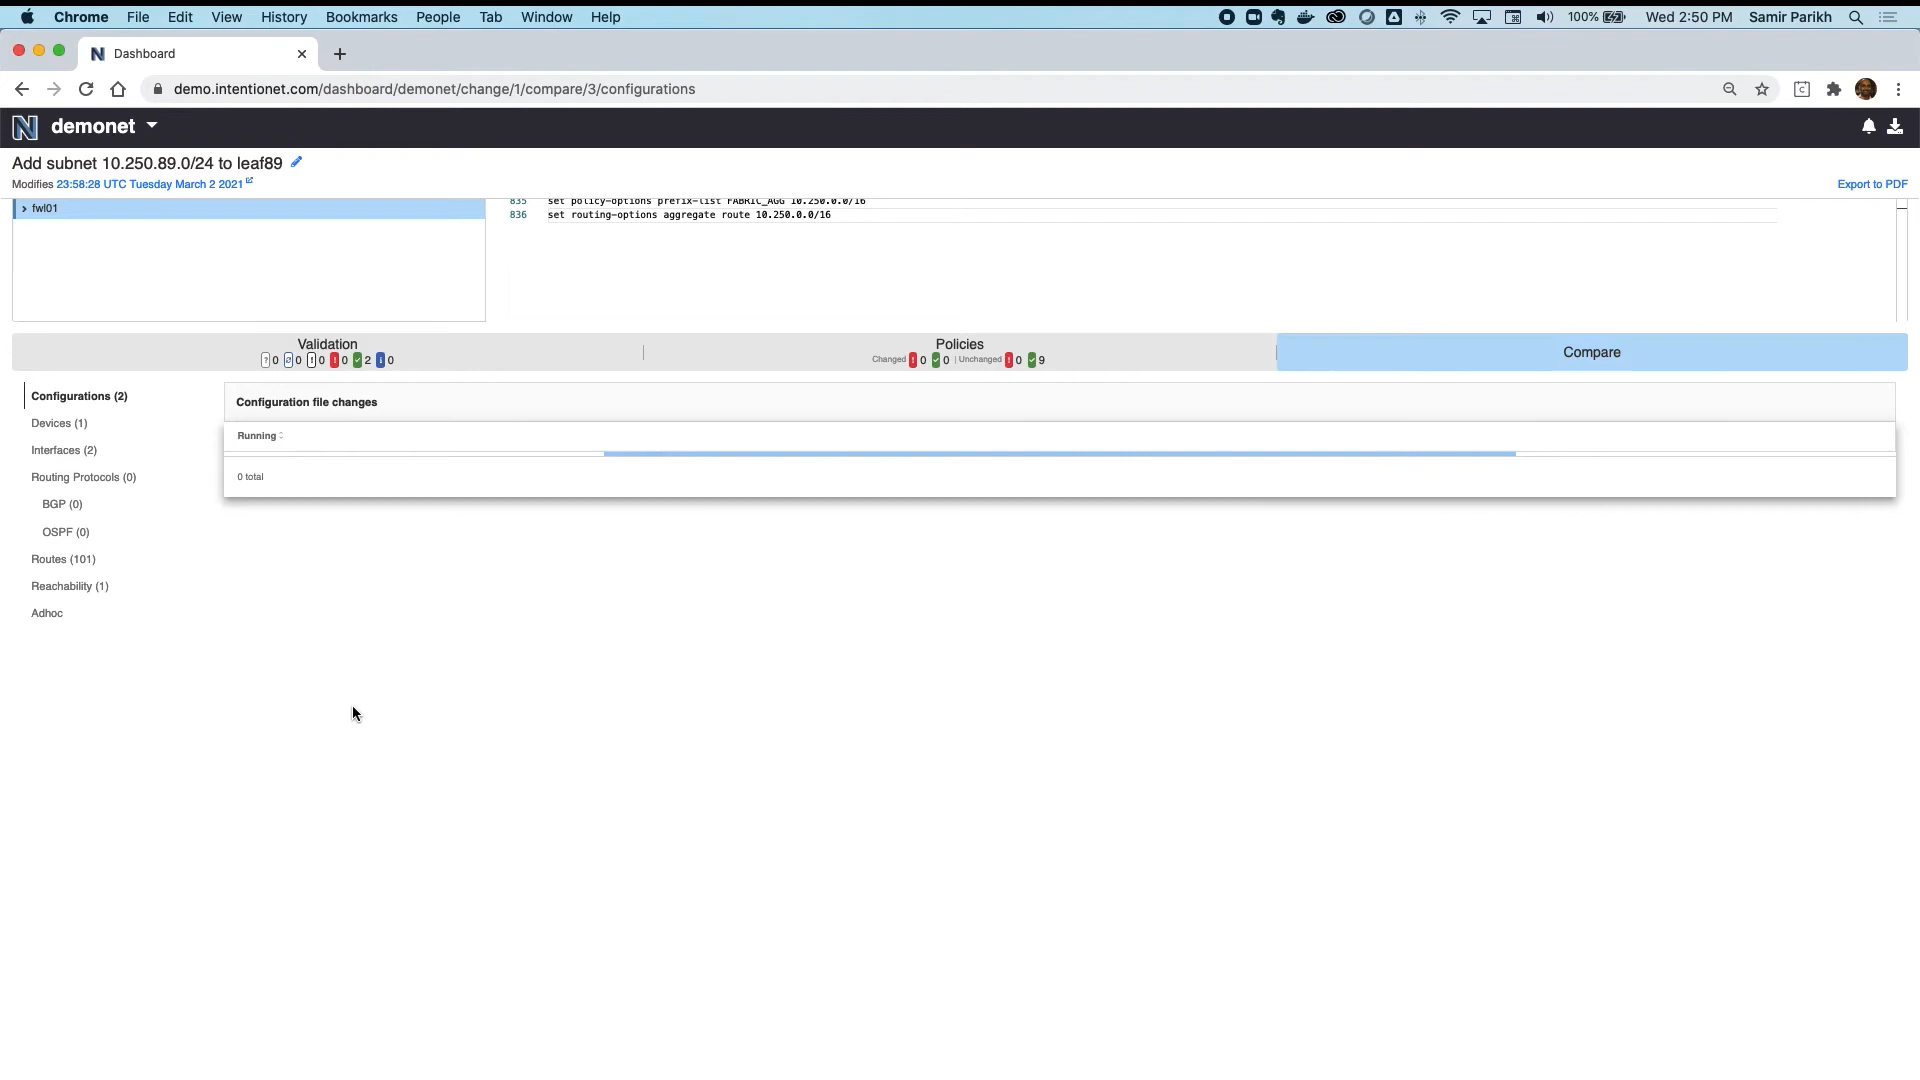 Chrome File Edit View History Bookmarks People Tab Window Help 100% Wed 2:50 PM Samir Parikh
Dashboard
demo.intentionet.com/dashboard/demonet/change/1/compare/3/configurations
demonet
Add subnet 10.250.89.0/24 to leaf89
Modifies 23:58:28 UTC Tuesday March 2 2021
Export to PDF
fwl01
835 set policy-options prefix-list FABRIC_AGG 10.250.0.0/16
836 set routing-options aggregate route 10.250.0.0/16
Validation
? 0 0 ! 0 ! 0 2 i 0
Policies
Changed ! 0 0 | Unchanged ! 0 9
Compare
Configurations (2)
Devices (1)
Interfaces (2)
Routing Protocols (0)
BGP (0)
OSPF (0)
Routes (101)
Reachability (1)
Adhoc
Configuration file changes
Running
0 total